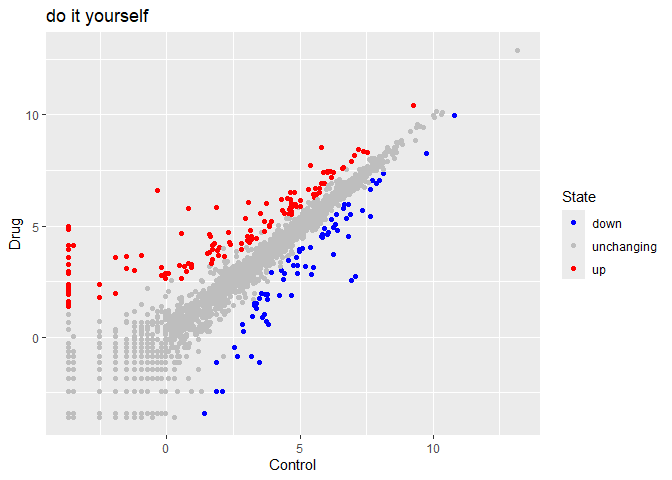 do it yourself
10
5
0
Drug
0
5
10
Control
State
down
unchanging
up